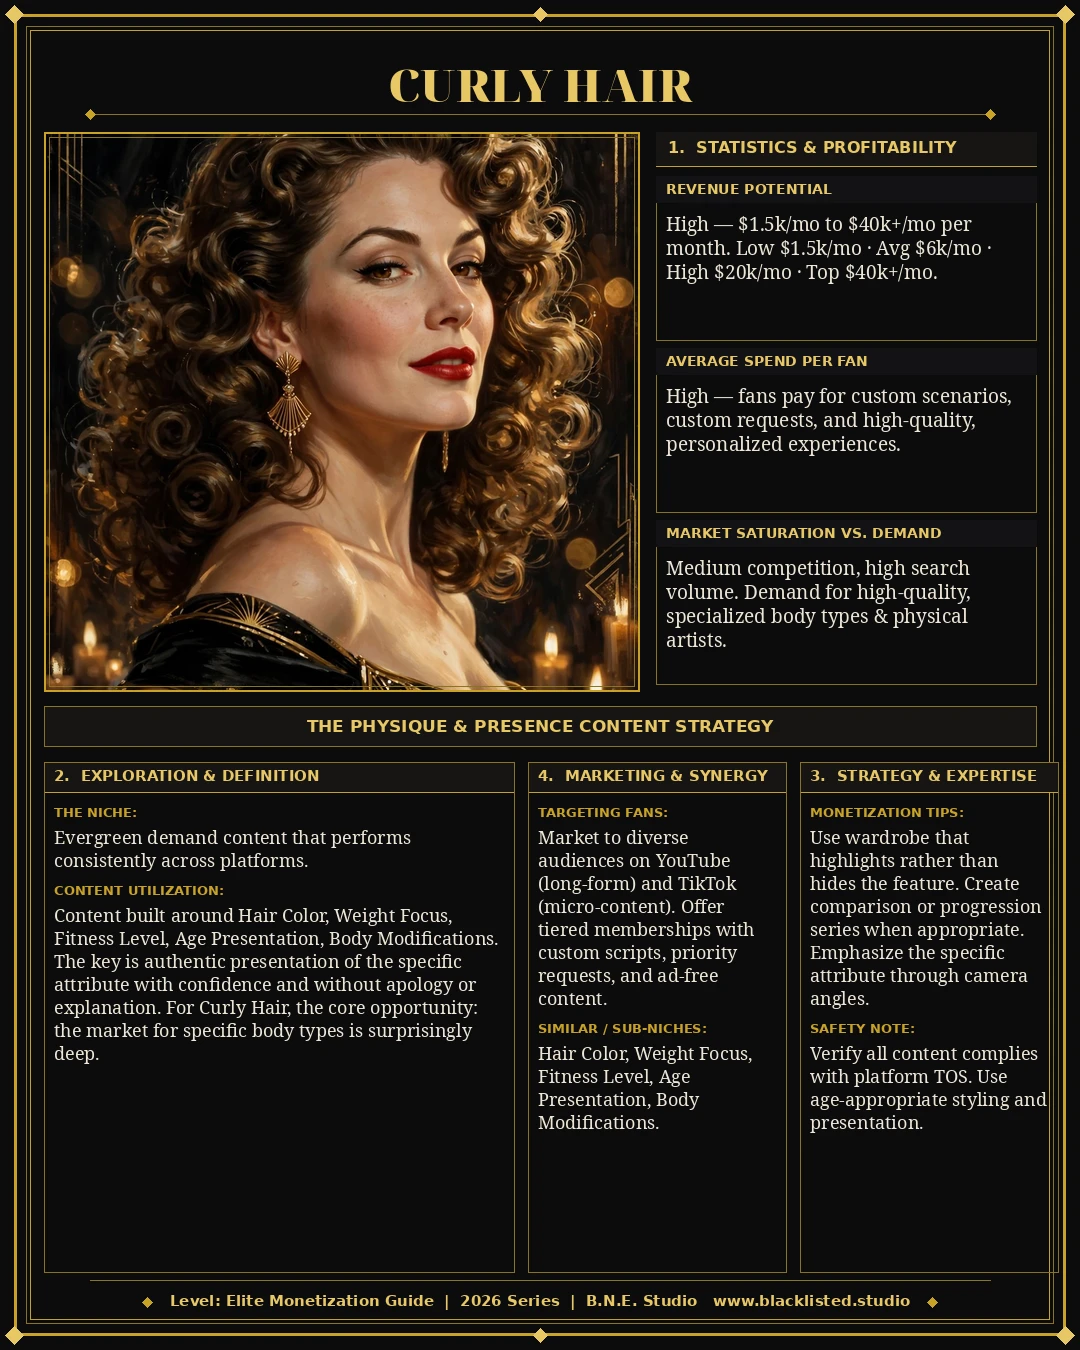 CURLY HAIR
1. STATISTICS & PROFITABILITY
REVENUE POTENTIAL
High — $1.5k/mo to $40k+/mo per
month. Low $1.5k/mo · Avg $6k/mo ·
High $20k/mo · Top $40k+/mo.
AVERAGE SPEND PER FAN
High — fans pay for custom scenarios,
custom requests, and high-quality,
personalized experiences.
MARKET SATURATION VS. DEMAND
Medium competition, high search
volume. Demand for high-quality,
specialized body types & physical
artists.
THE PHYSIQUE & PRESENCE CONTENT STRATEGY
2. EXPLORATION & DEFINITION
THE NICHE:
Evergreen demand content that performs
consistently across platforms.
CONTENT UTILIZATION:
Content built around Hair Color, Weight Focus,
Fitness Level, Age Presentation, Body Modifications.
The key is authentic presentation of the specific
attribute with confidence and without apology or
explanation. For Curly Hair, the core opportunity:
the market for specific body types is surprisingly
deep.
4. MARKETING & SYNERGY
TARGETING FANS:
Market to diverse
audiences on YouTube
(long-form) and TikTok
(micro-content). Offer
tiered memberships with
custom scripts, priority
requests, and ad-free
content.
SIMILAR / SUB-NICHES:
Hair Color, Weight Focus,
Fitness Level, Age
Presentation, Body
Modifications.
3. STRATEGY & EXPERTISE
MONETIZATION TIPS:
Use wardrobe that
highlights rather than
hides the feature. Create
comparison or progression
series when appropriate.
Emphasize the specific
attribute through camera
angles.
SAFETY NOTE:
Verify all content complies
with platform TOS. Use
age-appropriate styling and
presentation.
Level: Elite Monetization Guide | 2026 Series | B.N.E. Studio www.blacklisted.studio